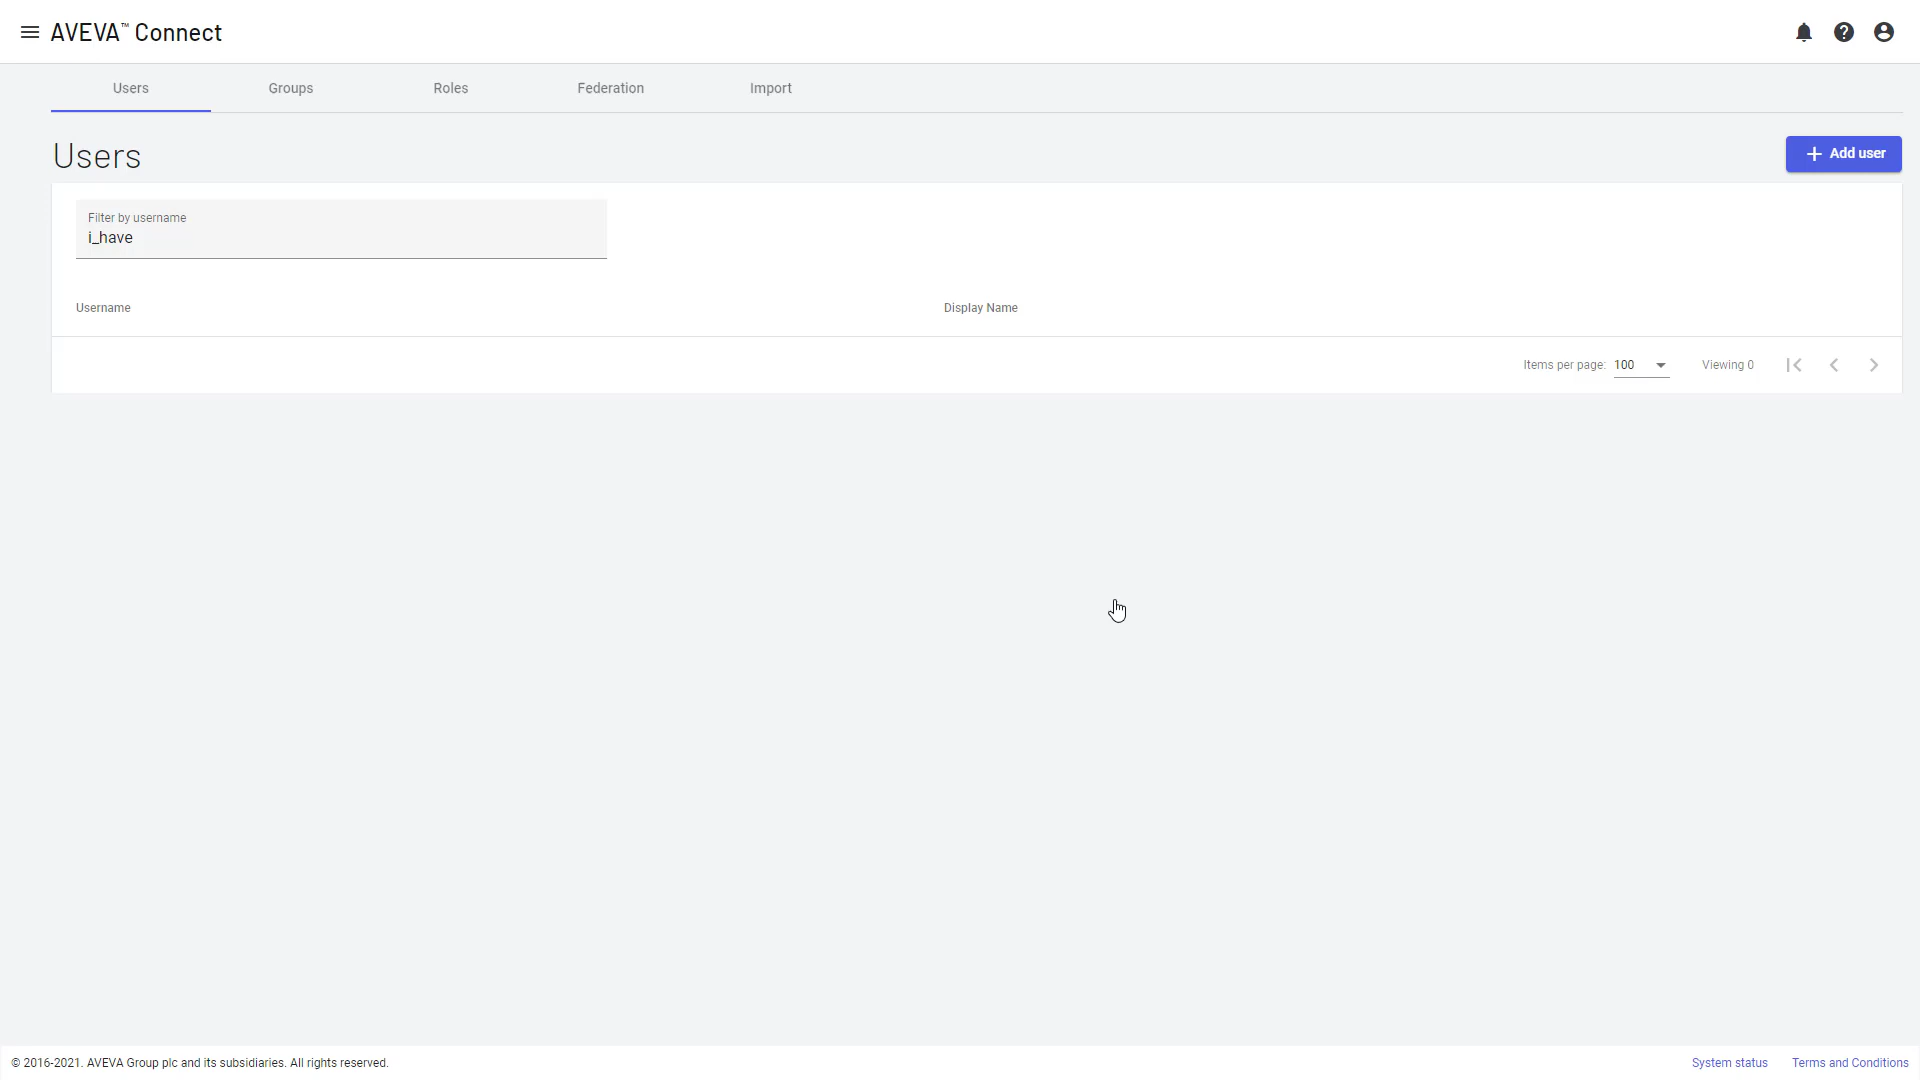 AVEVA™ Connect
Users Groups Roles Federation Import
Users
Add user
Filter by username
i_have
Username Display Name
Items per page: 100 Viewing 0
© 2016-2021. AVEVA Group plc and its subsidiaries. All rights reserved. System status Terms and Conditions